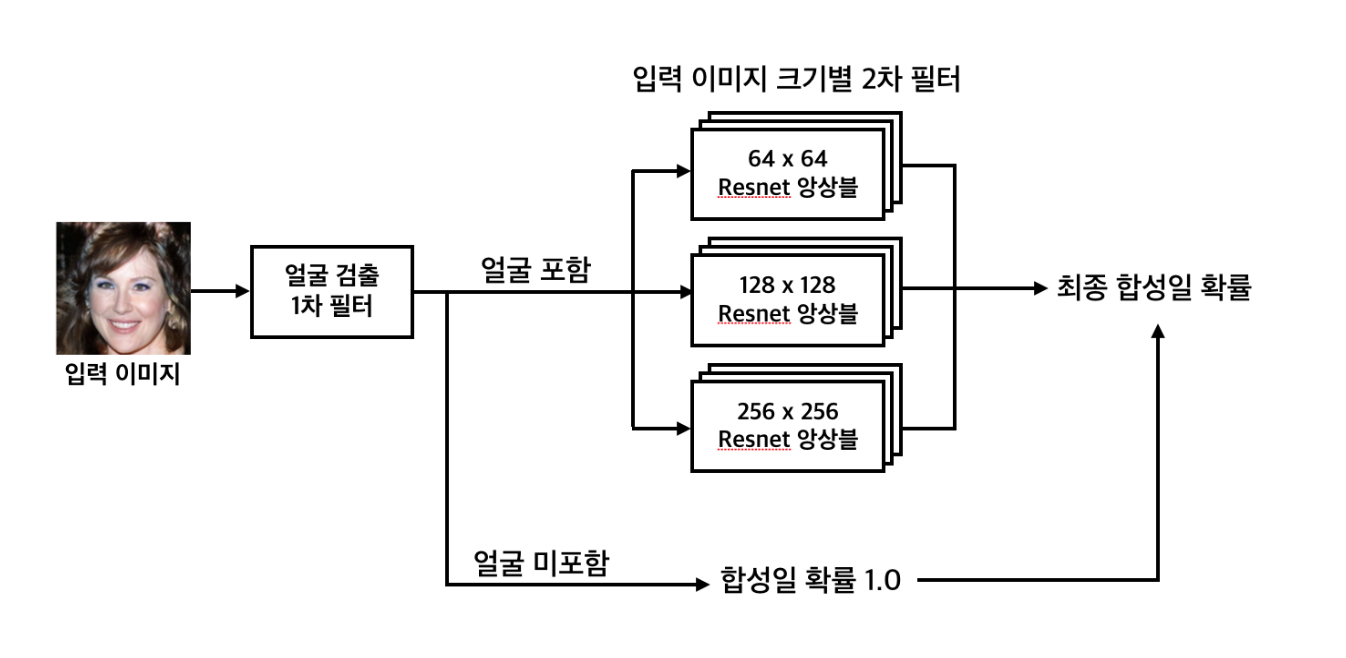 입력 이미지 크기별 2차 필터
64 x 64
Resnet 앙상블
얼굴 검출
1차 필터
얼굴 포함
128 x 128
Resnet 앙상블
최종 합성일 확률
입력 이미지
256 x 256
Resnet 앙상블
얼굴 미포함
합성일 확률 1.0